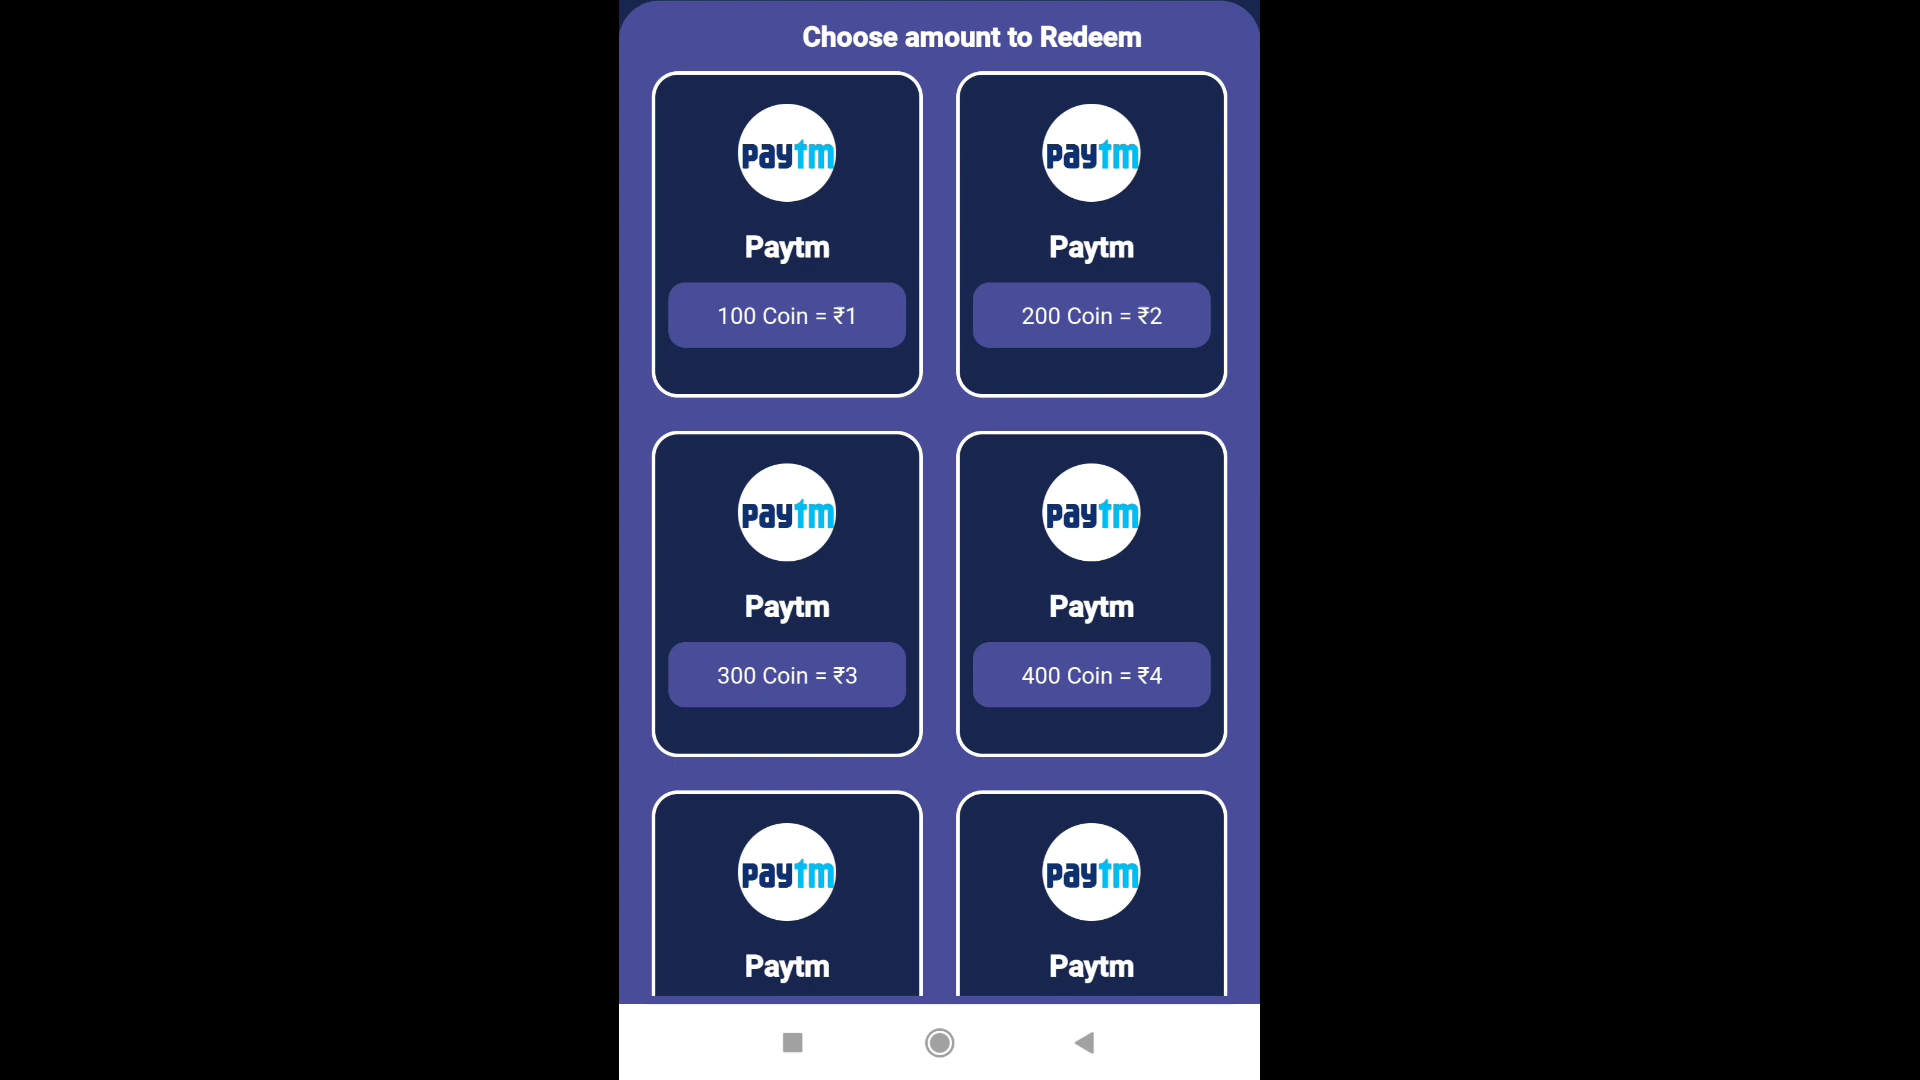 Choose amount to Redeem
paytm
paytm
Paytm
Paytm
100 Coin = ₹1
200 Coin = ₹2
paytm
paytm
Paytm
Paytm
300 Coin = ₹3
400 Coin = ₹4
paytm
paytm
Paytm
Paytm